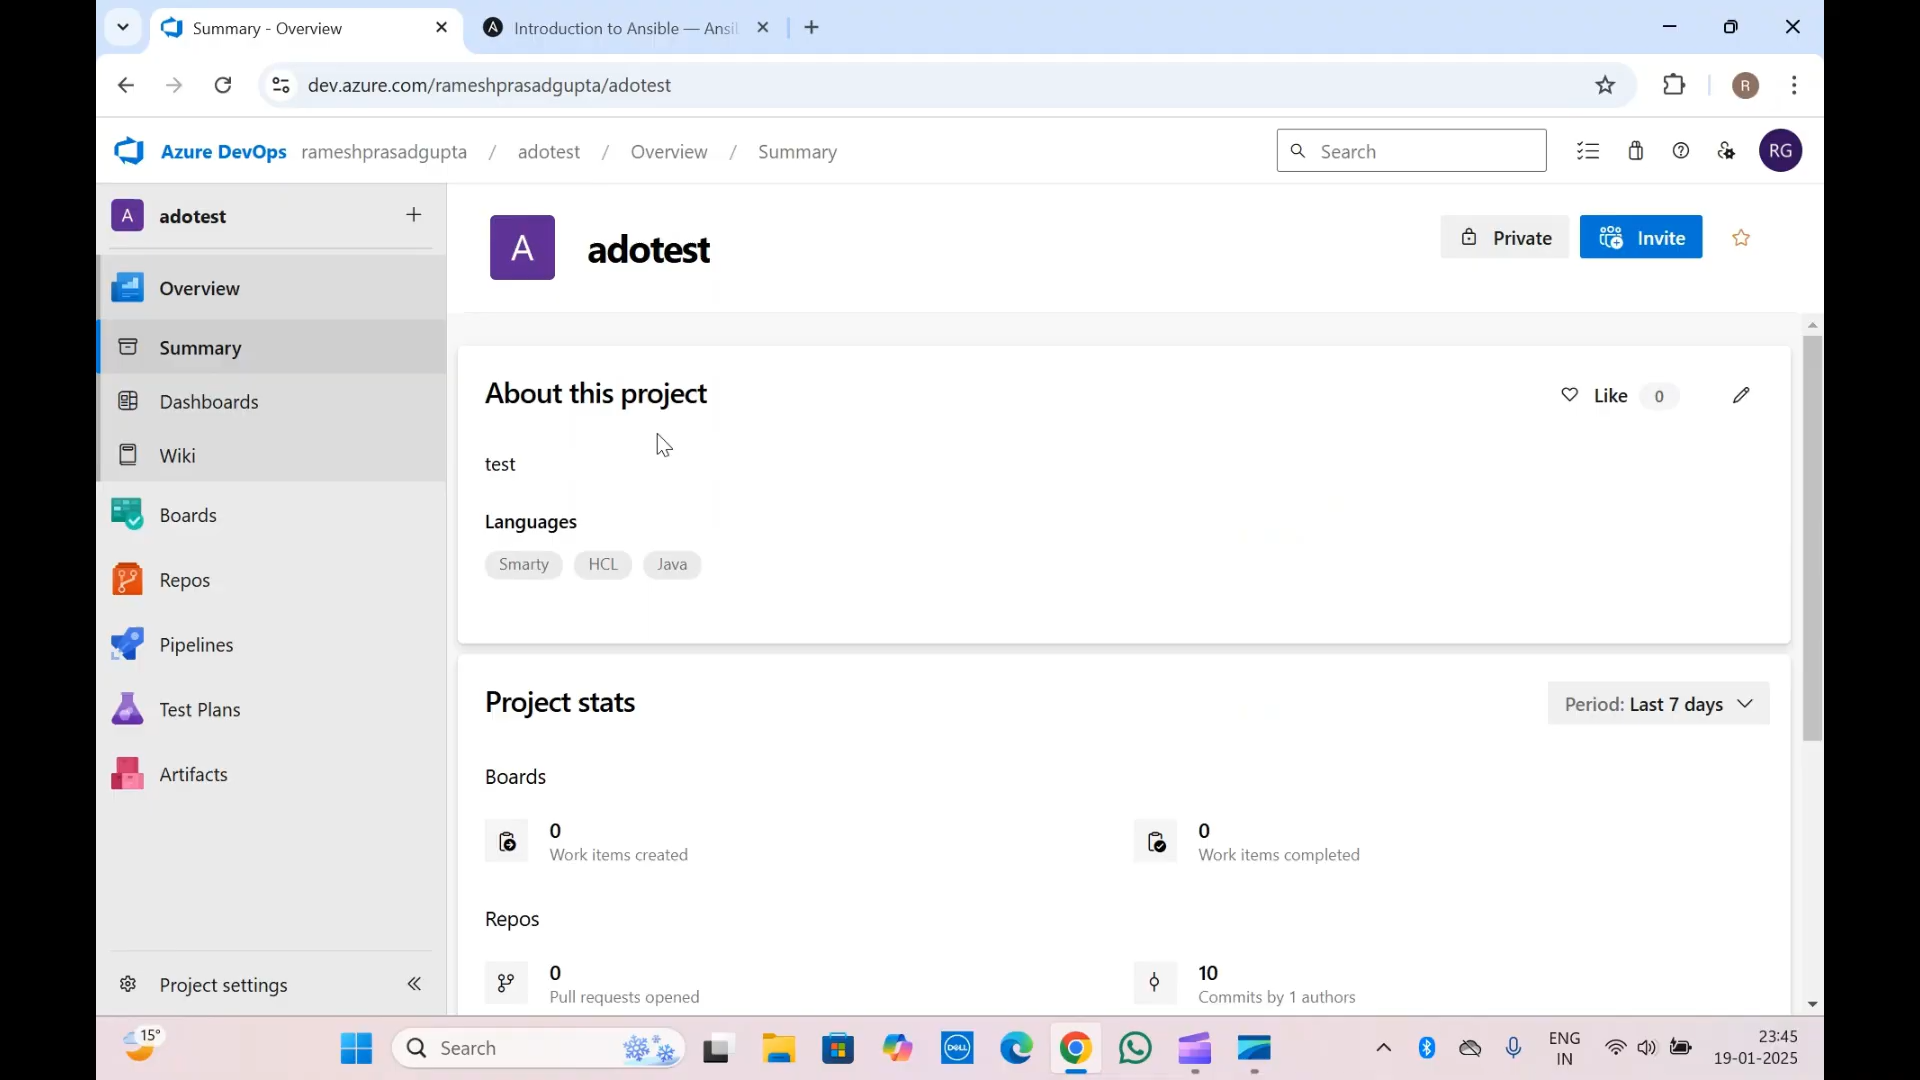 Summary - Overview
Introduction to Ansible — Ansi
dev.azure.com/rameshprasadgupta/adotest
R
Azure DevOps rameshprasadgupta / adotest / Overview / Summary
Search
RG
A adotest +
Overview
Summary
Dashboards
Wiki
Boards
Repos
Pipelines
Test Plans
Artifacts
Project settings
A adotest
Private
Invite
About this project
Like 0
test
Languages
Smarty HCL Java
Project stats
Period: Last 7 days
Boards
0
Work items created
0
Work items completed
Repos
0
Pull requests opened
10
Commits by 1 authors
15°
Search
DELL
ENG
IN
23:45
19-01-2025